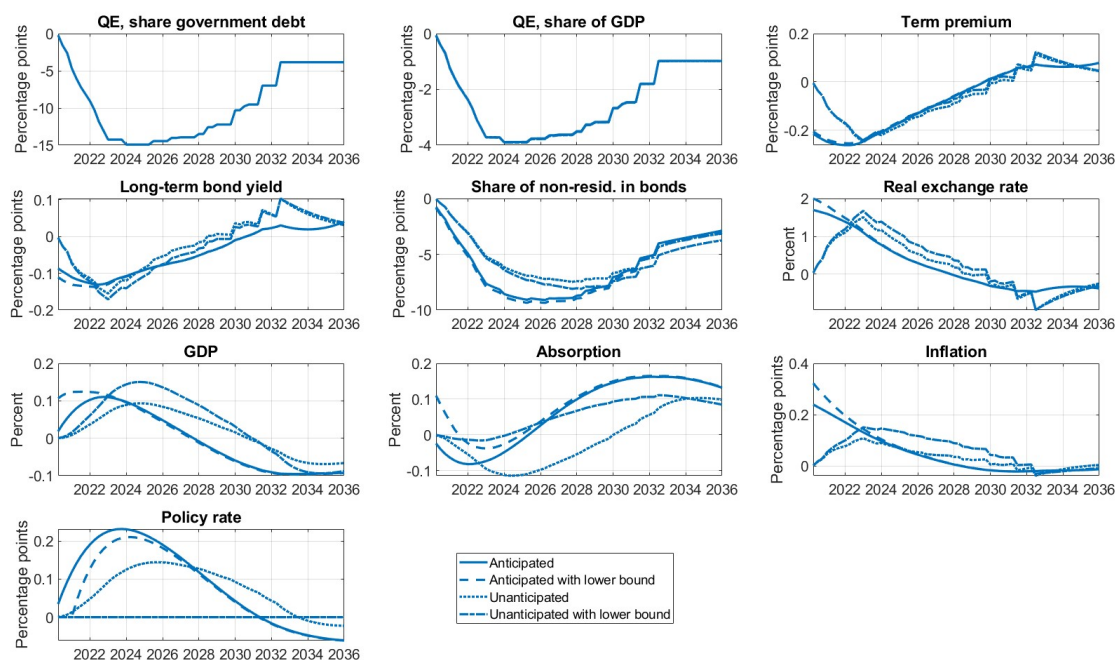 QE, share government debt
Percentage points
0
-5
-10
-15
2022 2024 2026 2028 2030 2032 2034 2036
QE, share of GDP
Percentage points
0
-2
-4
2022 2024 2026 2028 2030 2032 2034 2036
Term premium
Percentage points
0.2
0
-0.2
2022 2024 2026 2028 2030 2032 2034 2036
Long-term bond yield
Percentage points
0.1
0
-0.1
-0.2
2022 2024 2026 2028 2030 2032 2034 2036
Share of non-resid. in bonds
Percentage points
0
-5
-10
2022 2024 2026 2028 2030 2032 2034 2036
Real exchange rate
Percent
2
1
0
2022 2024 2026 2028 2030 2032 2034 2036
GDP
Percent
0.2
0.1
0
-0.1
2022 2024 2026 2028 2030 2032 2034 2036
Absorption
Percent
0.2
0.1
0
-0.1
2022 2024 2026 2028 2030 2032 2034 2036
Inflation
Percentage points
0.4
0.2
0
2022 2024 2026 2028 2030 2032 2034 2036
Policy rate
Percentage points
0.2
0.1
0
2022 2024 2026 2028 2030 2032 2034 2036
Anticipated
Anticipated with lower bound
Unanticipated
Unanticipated with lower bound